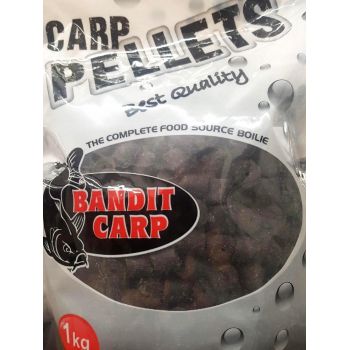 CARP
PELLETS
Best Quality
THE COMPLETE FOOD SOURCE BOILIE
BANDIT
CARP
1kg